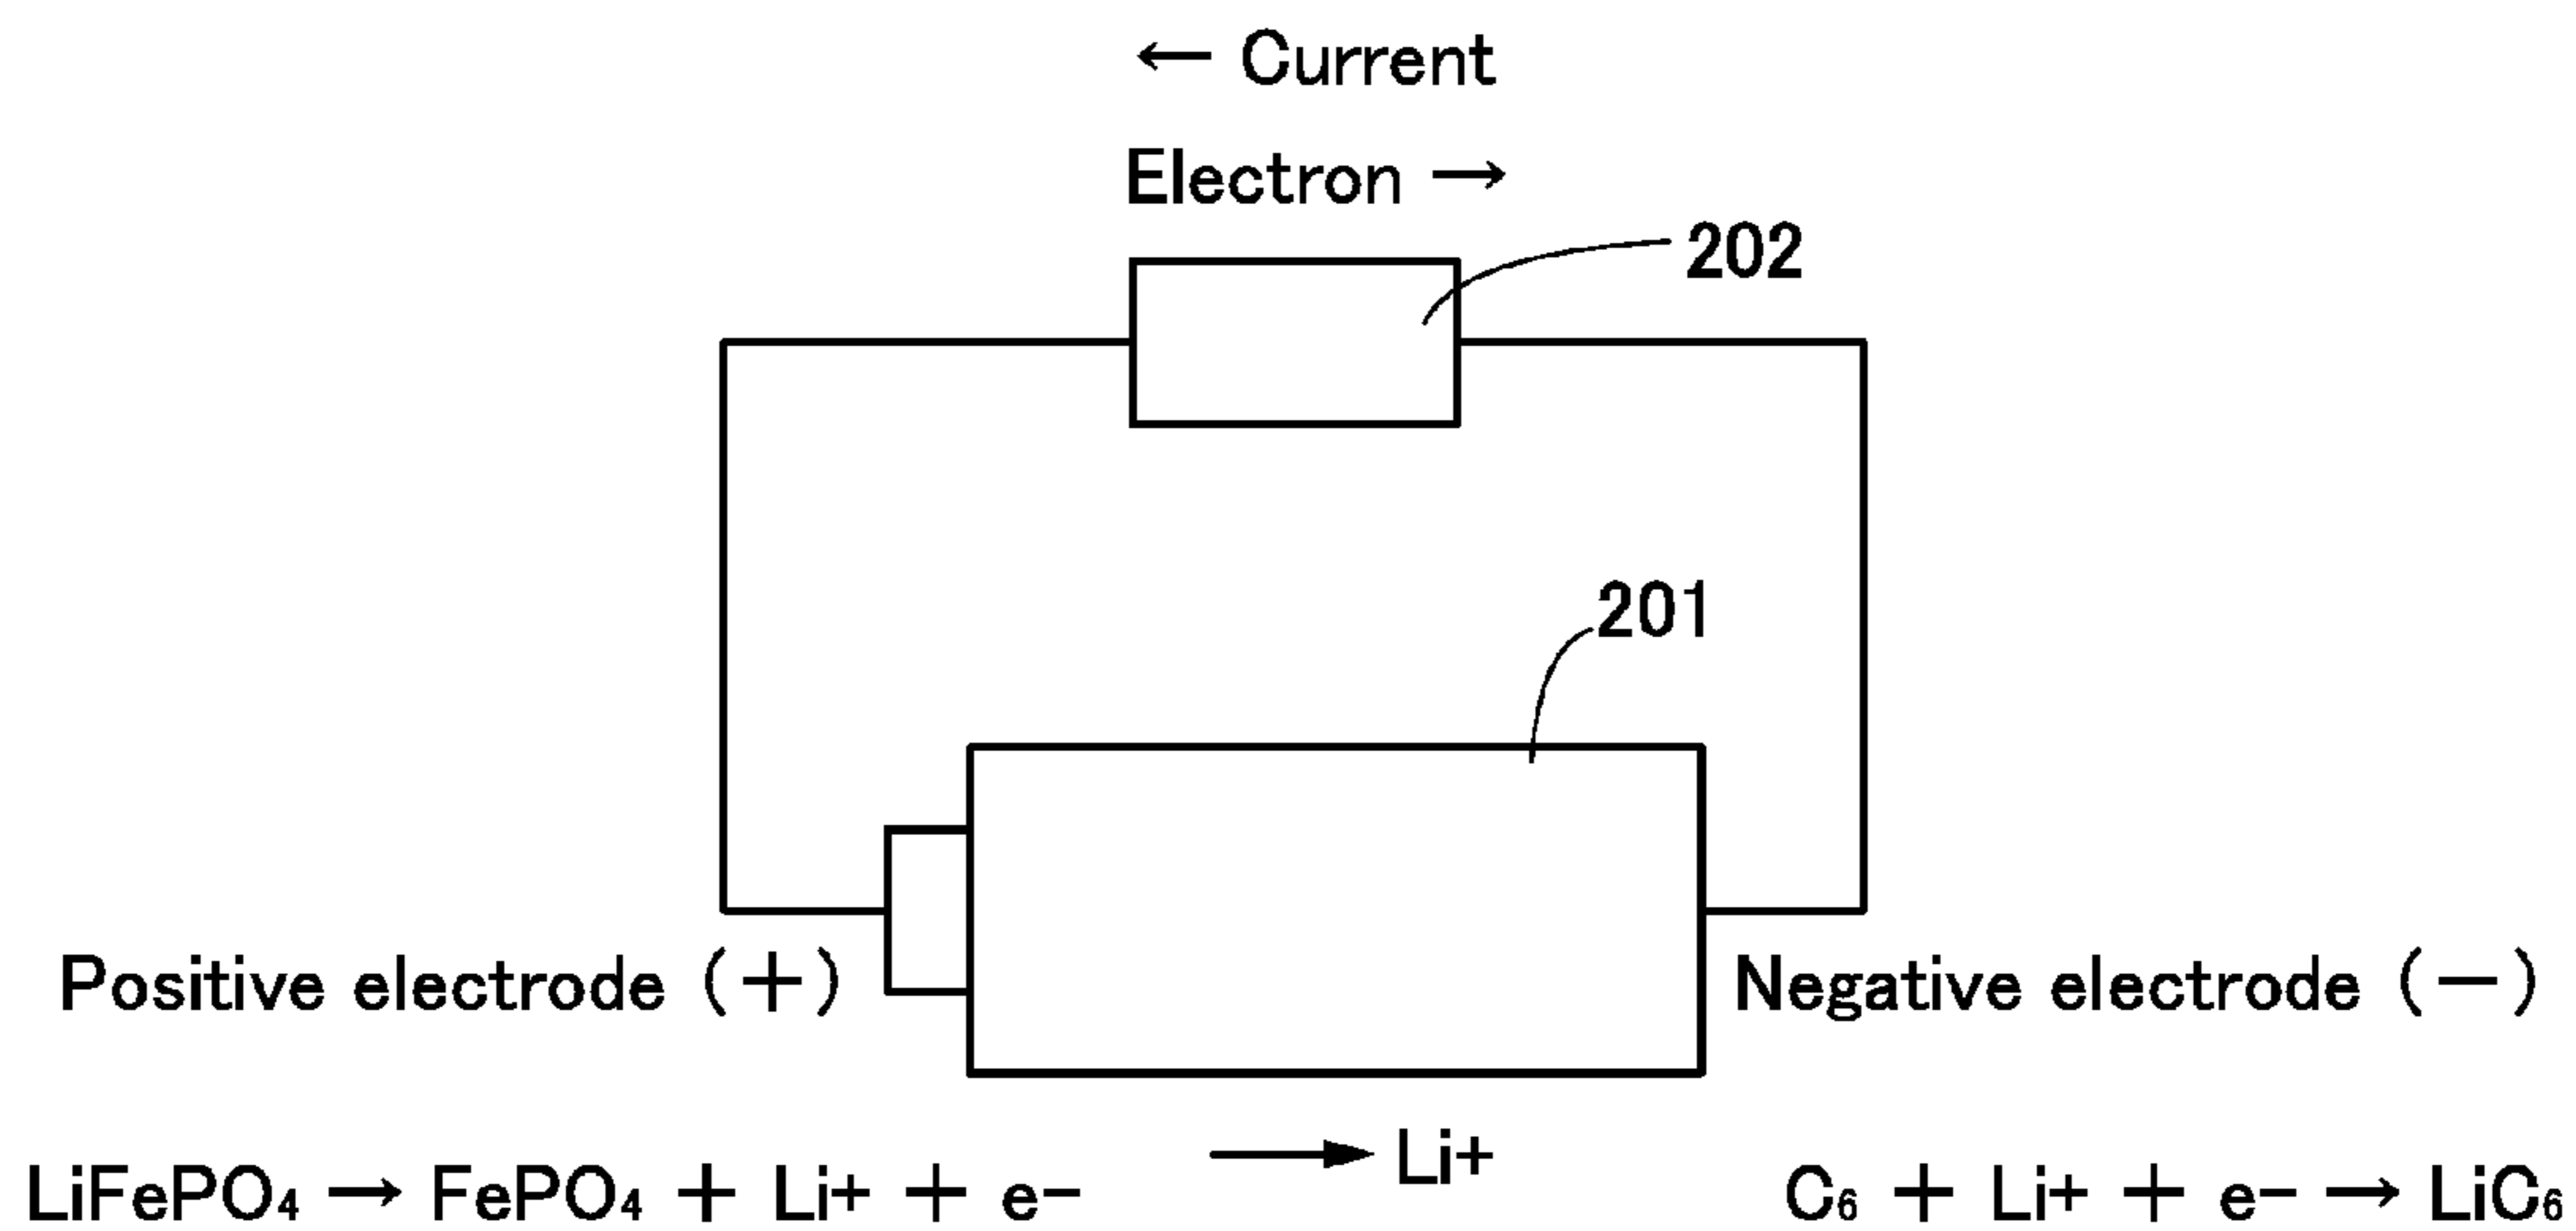 ← Current
Electron →
202
201
Positive electrode (+)
Negative electrode (−)
LiFePO₄ → FePO₄ + Li+ + e−
→ Li+
C₆ + Li+ + e− → LiC₆